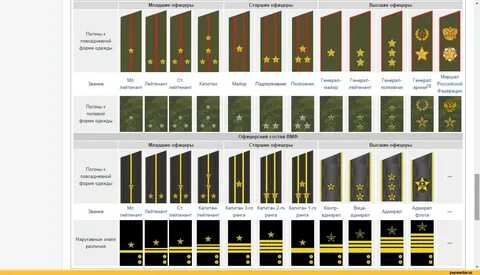 Младшие офицеры Старшие офицеры Высшие офицеры
Погоны к
повседневной
форме одежды
Звание
Мл. лейтенант
Лейтенант
Ст. лейтенант
Капитан
Майор
Подполковник
Полковник
Генерал-майор
Генерал-лейтенант
Генерал-полковник
Генерал армии[3]
Маршал Российской Федерации
Погоны к
полевой
форме одежды
Офицерский состав ВМФ
Младшие офицеры Старшие офицеры Высшие офицеры
Погоны к
повседневной
форме одежды
—
Звание
Мл. лейтенант
Лейтенант
Ст. лейтенант
Капитан-лейтенант
Капитан 3-го ранга
Капитан 2-го ранга
Капитан 1-го ранга
Контр-адмирал
Вице-адмирал
Адмирал
Адмирал флота
—
Нарукавные знаки
различия
—
joyreactor.cc